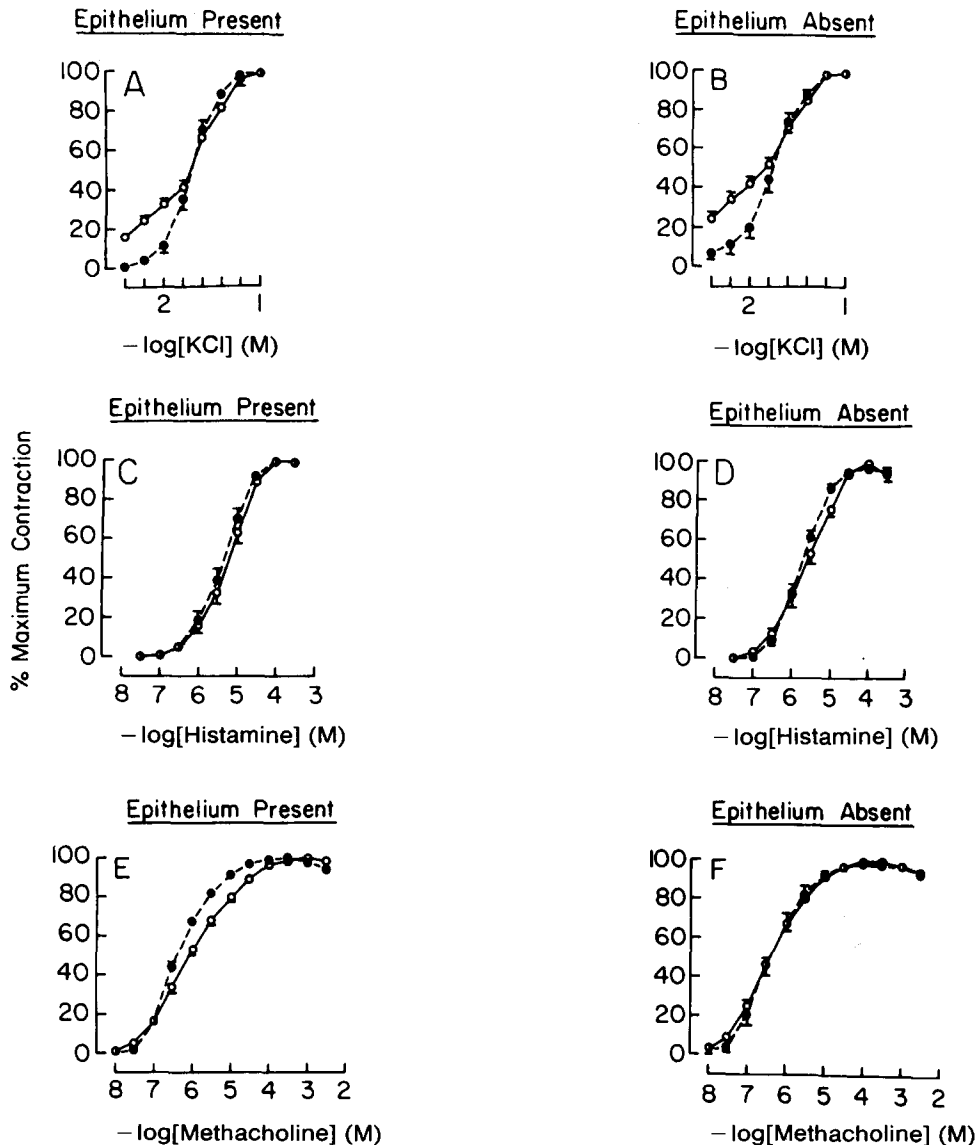 Epithelium Present
Epithelium Absent
A
100
80
60
40
20
0
2
1
−log[KCl] (M)
B
100
80
60
40
20
0
2
1
−log[KCl] (M)
% Maximum Contraction
Epithelium Present
Epithelium Absent
C
100
80
60
40
20
0
8 7 6 5 4 3
−log[Histamine] (M)
D
100
80
60
40
20
0
8 7 6 5 4 3
−log[Histamine] (M)
Epithelium Present
Epithelium Absent
E
100
80
60
40
20
0
8 7 6 5 4 3 2
−log[Methacholine] (M)
F
100
80
60
40
20
0
8 7 6 5 4 3 2
−log[Methacholine] (M)